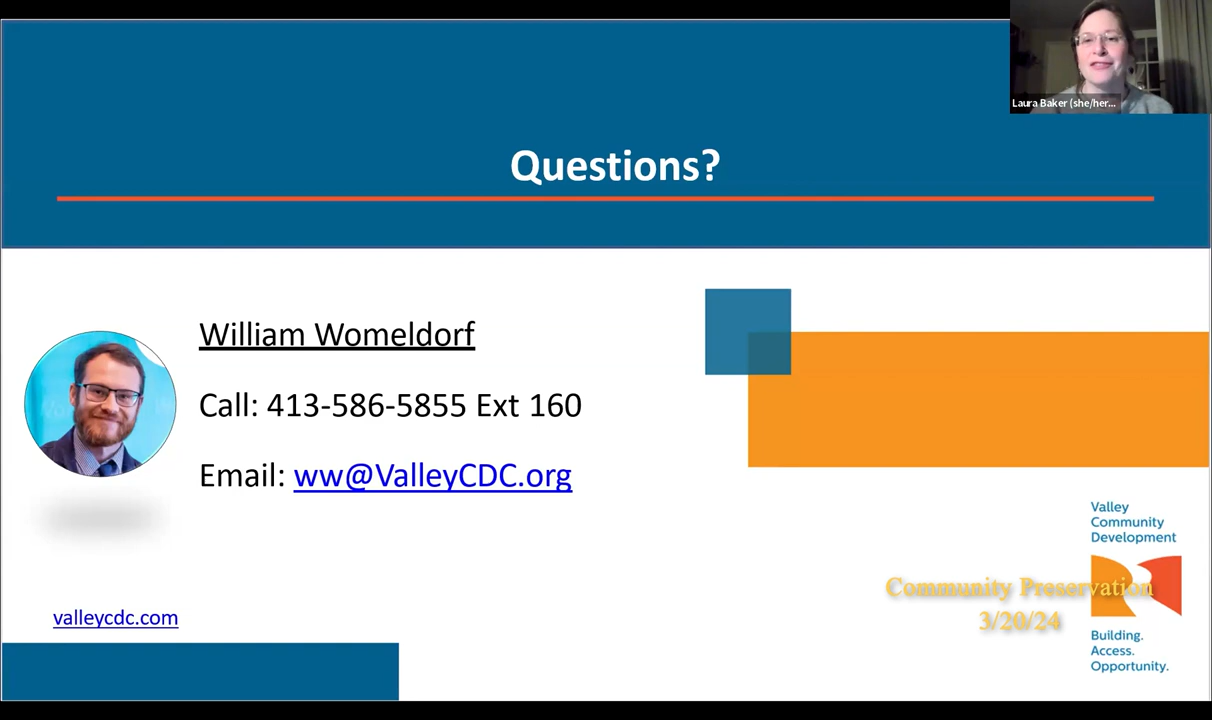 Laura Baker (she/her...
Questions?
William Womeldorf
Call: 413-586-5855 Ext 160
Email: ww@ValleyCDC.org
Valley
Community
Development
Community Preservation
3/20/24
valleycdc.com
Building.
Access.
Opportunity.